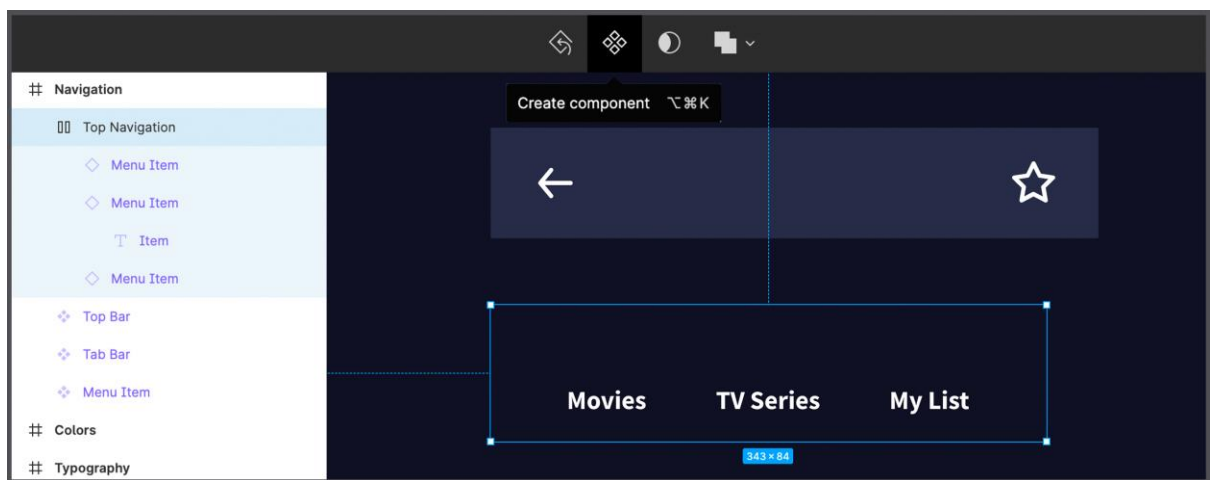 Navigation
Create component ⌥⌘K
Top Navigation
Menu Item
Menu Item
T Item
Menu Item
Top Bar
Tab Bar
Menu Item
Movies TV Series My List
Colors
343 × 84
Typography